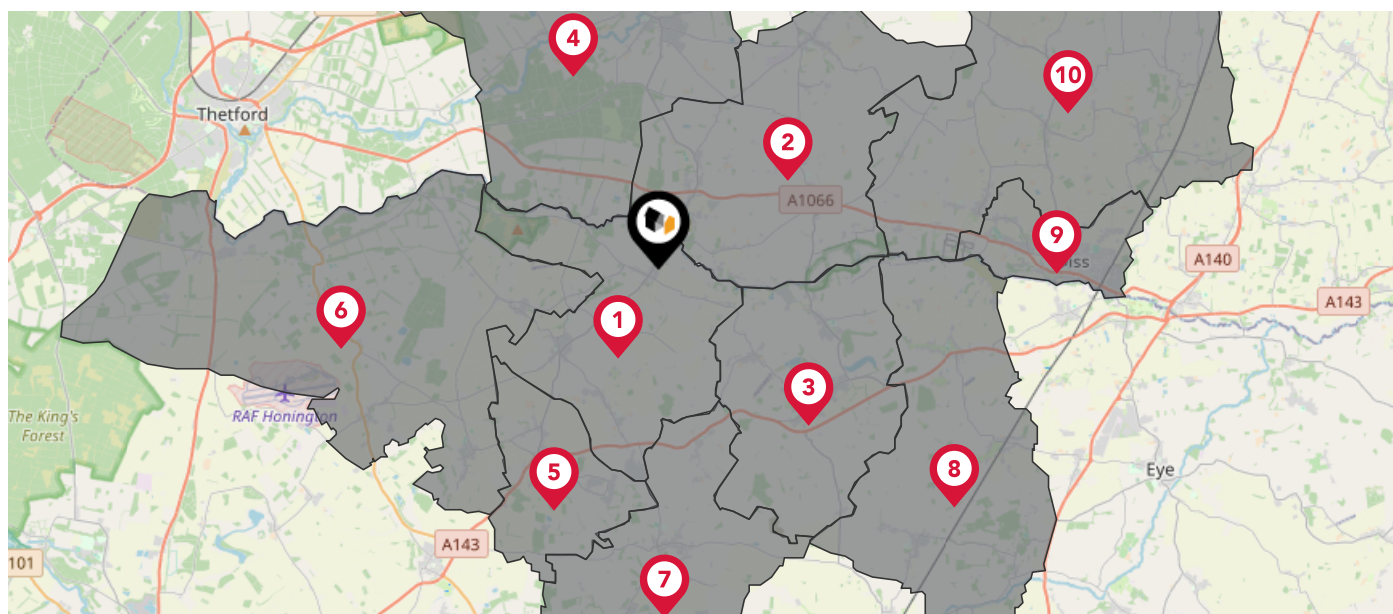 4
10
Thetford
2
A1066
9
iss
A140
6
1
A143
3
RAF Honington
The King's
Forest
5
8
Eye
A143
101
7